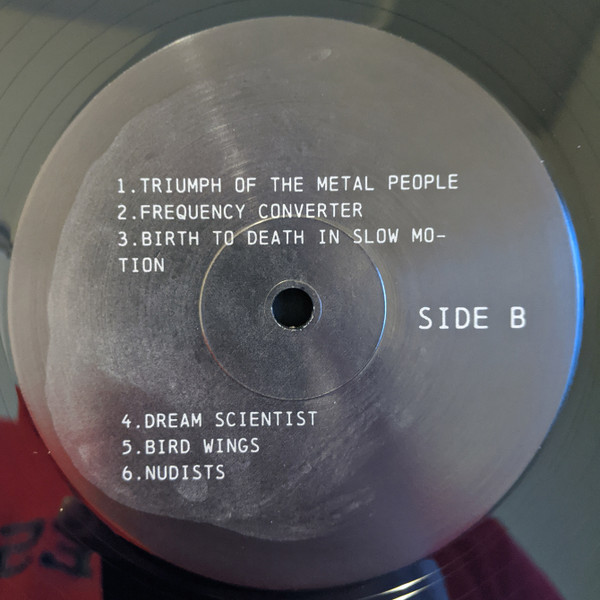 1.TRIUMPH OF THE METAL PEOPLE
2.FREQUENCY CONVERTER
3.BIRTH TO DEATH IN SLOW MO-
TION
SIDE B
4.DREAM SCIENTIST
5.BIRD WINGS
6.NUDISTS